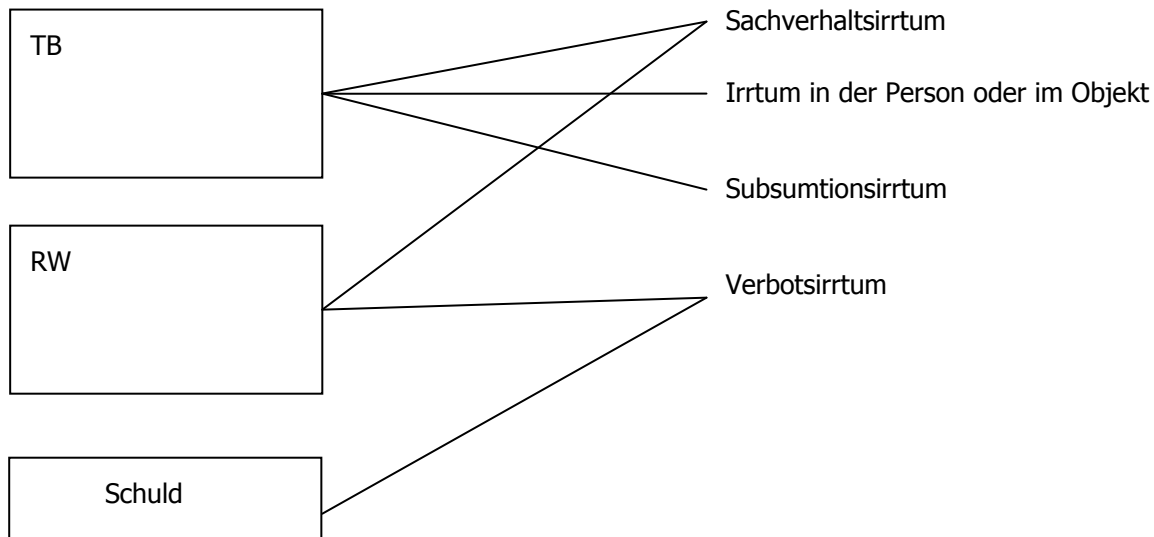 TB
Sachverhaltsirrtum
Irrtum in der Person oder im Objekt
Subsumtionsirrtum
RW
Verbotsirrtum
Schuld